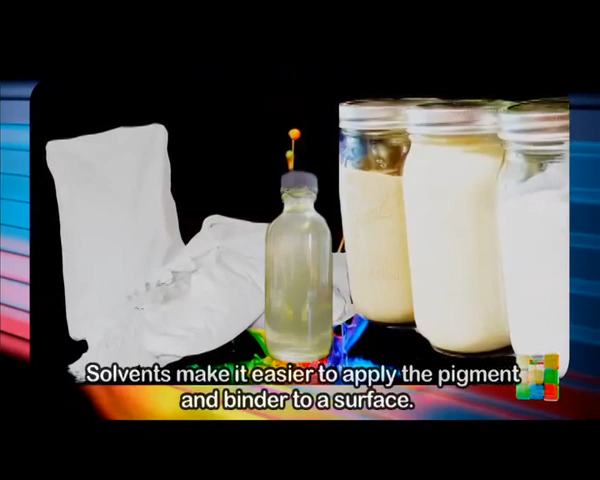 Solvents make it easier to apply the pigment
and binder to a surface.